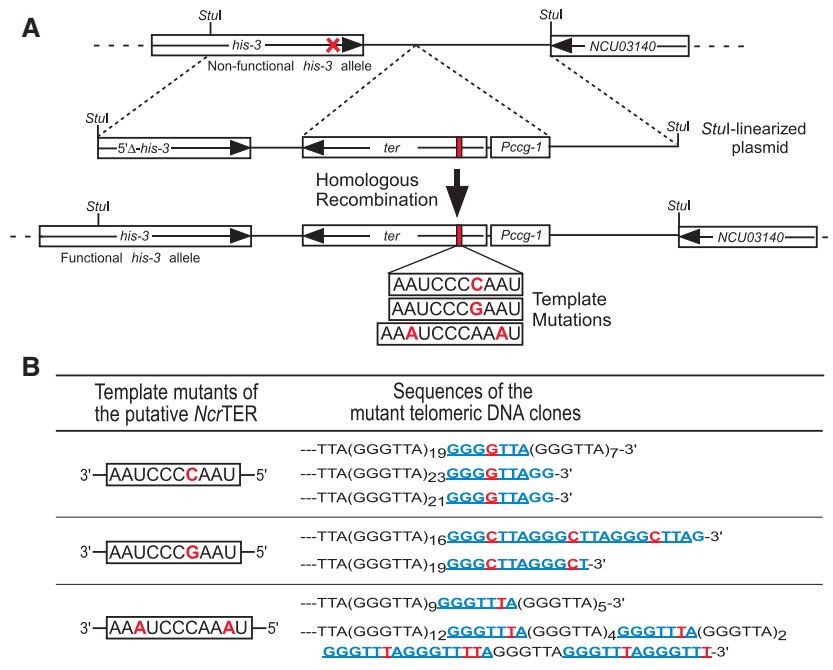 A
StuI
StuI
his-3
NCU03140
Non-functional his-3 allele
StuI
StuI
5'Δ-his-3
ter
Pccg-1
StuI-linearized plasmid
Homologous Recombination
StuI
StuI
his-3
ter
Pccg-1
NCU03140
Functional his-3 allele
AAUCCCCAAU
AAUCCCGAAU
AAAUCCCAAAU
Template Mutations
B
Template mutants of the putative NcrTER
Sequences of the mutant telomeric DNA clones
3'-AAUCCCCAAU-5'
---TTA(GGGTTA)19GGGGTTA(GGGTTA)7-3'
---TTA(GGGTTA)23GGGGTTAGG-3'
---TTA(GGGTTA)21GGGGTTAGG-3'
3'-AAUCCCGAAU-5'
---TTA(GGGTTA)16GGGCTTAGGGCTTAGGGCTTAG-3'
---TTA(GGGTTA)19GGGCTTAGGGCT-3'
3'-AAAUCCCAAAU-5'
---TTA(GGGTTA)9GGGTTTA(GGGTTA)5-3'
---TTA(GGGTTA)12GGGTTTA(GGGTTA)4GGGTTTA(GGGTTA)2
GGGTTTAGGGTTTTAGGGTTAGGGTTTAGGGTTT-3'